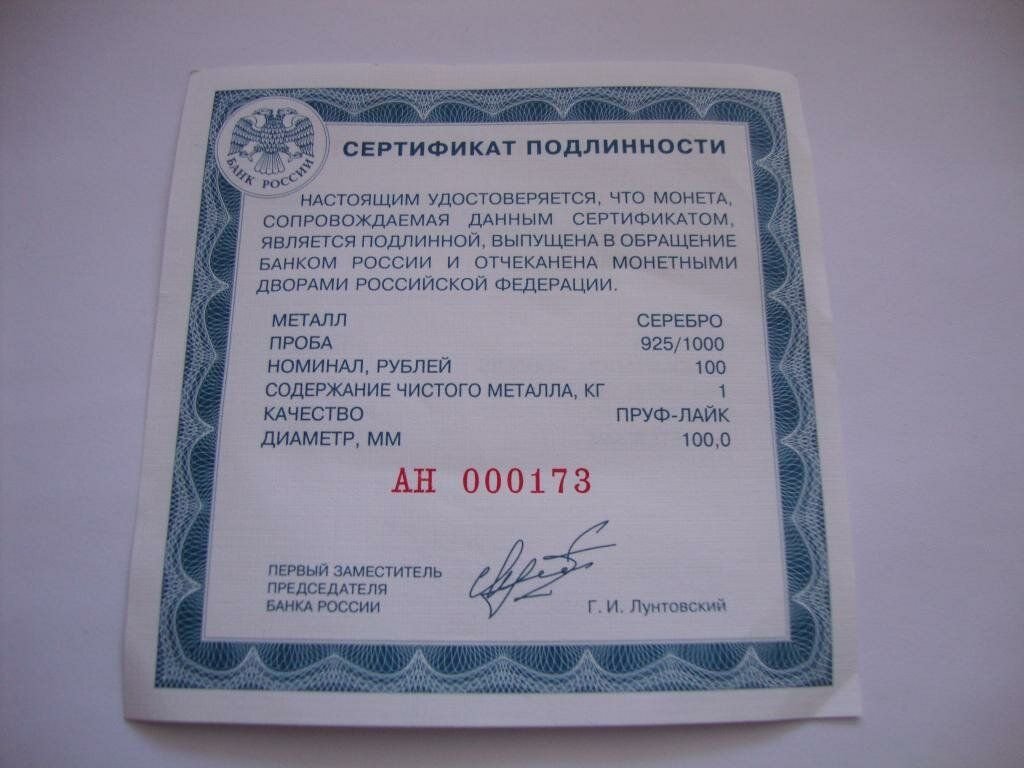 БАНК РОССИИ
СЕРТИФИКАТ ПОДЛИННОСТИ
НАСТОЯЩИМ УДОСТОВЕРЯЕТСЯ, ЧТО МОНЕТА,
СОПРОВОЖДАЕМАЯ ДАННЫМ СЕРТИФИКАТОМ,
ЯВЛЯЕТСЯ ПОДЛИННОЙ, ВЫПУЩЕНА В ОБРАЩЕНИЕ
БАНКОМ РОССИИ И ОТЧЕКАНЕНА МОНЕТНЫМИ
ДВОРАМИ РОССИЙСКОЙ ФЕДЕРАЦИИ.
МЕТАЛЛ СЕРЕБРО
ПРОБА 925/1000
НОМИНАЛ, РУБЛЕЙ 100
СОДЕРЖАНИЕ ЧИСТОГО МЕТАЛЛА, КГ 1
КАЧЕСТВО ПРУФ-ЛАЙК
ДИАМЕТР, ММ 100,0
АН 000173
ПЕРВЫЙ ЗАМЕСТИТЕЛЬ
ПРЕДСЕДАТЕЛЯ
БАНКА РОССИИ Г. И. Лунтовский